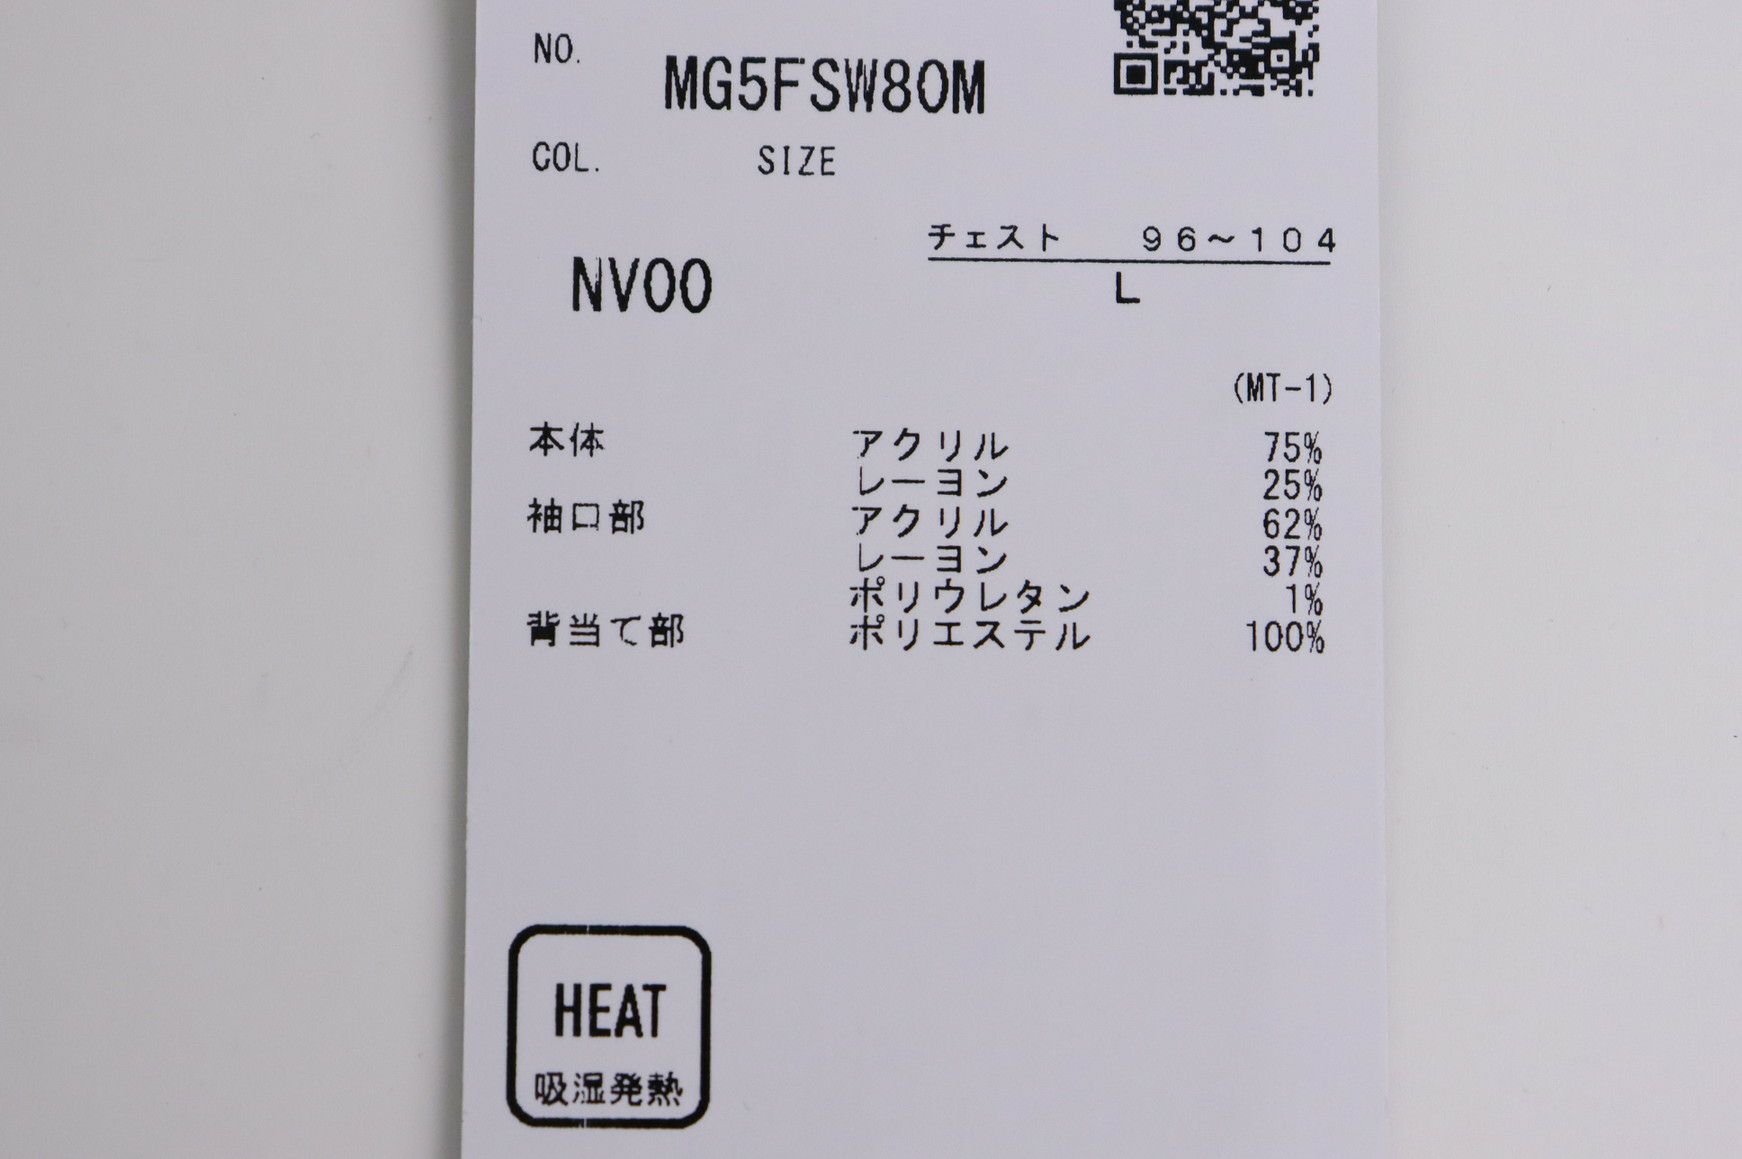 NO.
MG5FSW80M
COL. SIZE
チェスト 96〜104
NV00
L
(MT-1)
本体 アクリル 75%
レーヨン 25%
袖口部 アクリル 62%
レーヨン 37%
ポリウレタン 1%
背当て部 ポリエステル 100%
HEAT
吸湿発熱